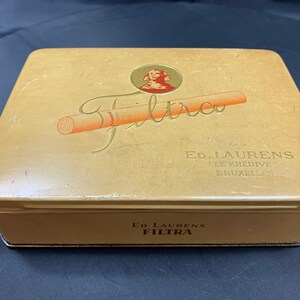 Filtra
ED. LAURENS
"LE KHEDIVE"
BRUXELLES
ED LAURENS
FILTRA